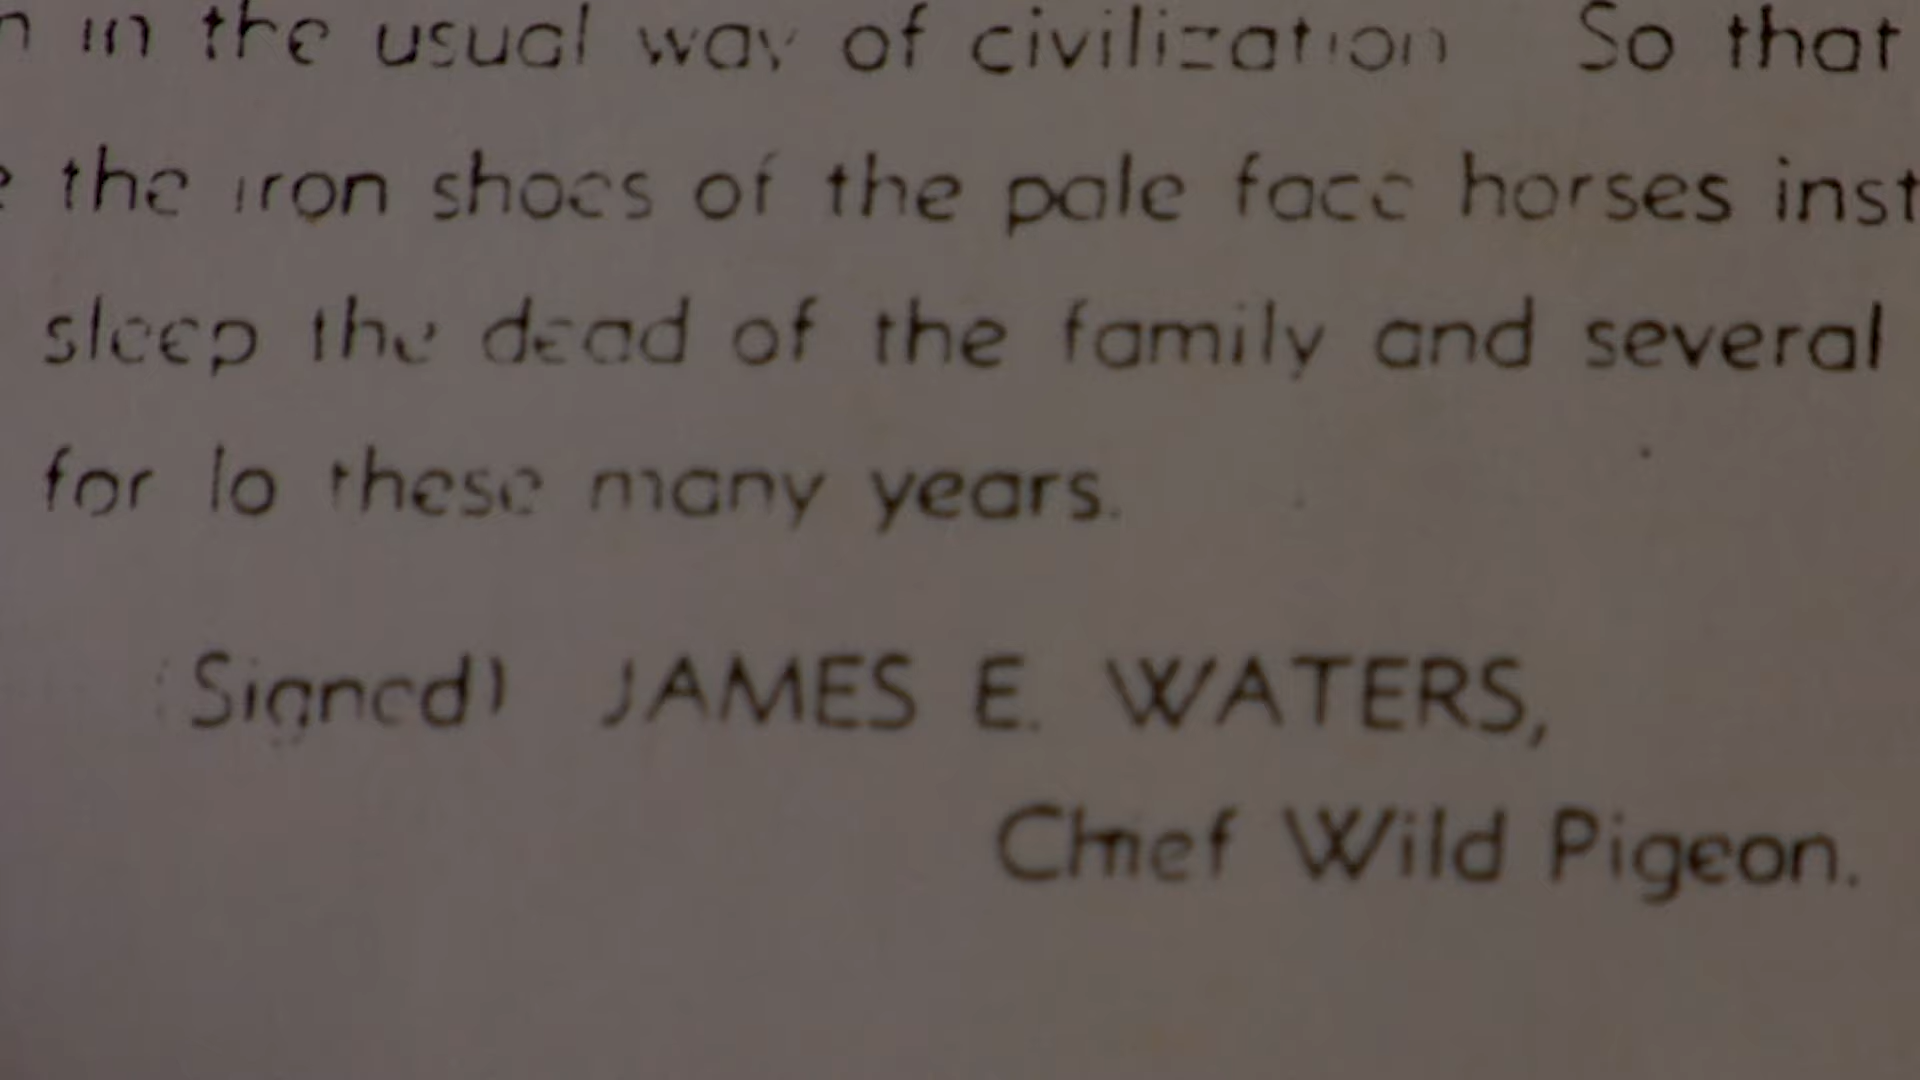 in the usual way of civilization So that
the iron shoes of the pale face horses inst
sleep the dead of the family and several
for lo these many years.
(Signed) JAMES E. WATERS,
Chief Wild Pigeon.